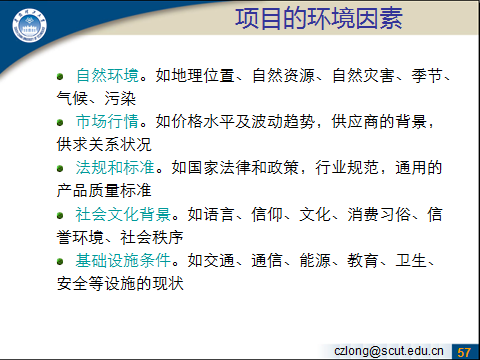 项目的环境因素
自然环境。如地理位置、自然资源、自然灾害、季节、
气候、污染
市场行情。如价格水平及波动趋势，供应商的背景，
供求关系状况
法规和标准。如国家法律和政策，行业规范，通用的
产品质量标准
社会文化背景。如语言、信仰、文化、消费习俗、信
誉环境、社会秩序
基础设施条件。如交通、通信、能源、教育、卫生、
安全等设施的现状
czlong@scut.edu.cn 57